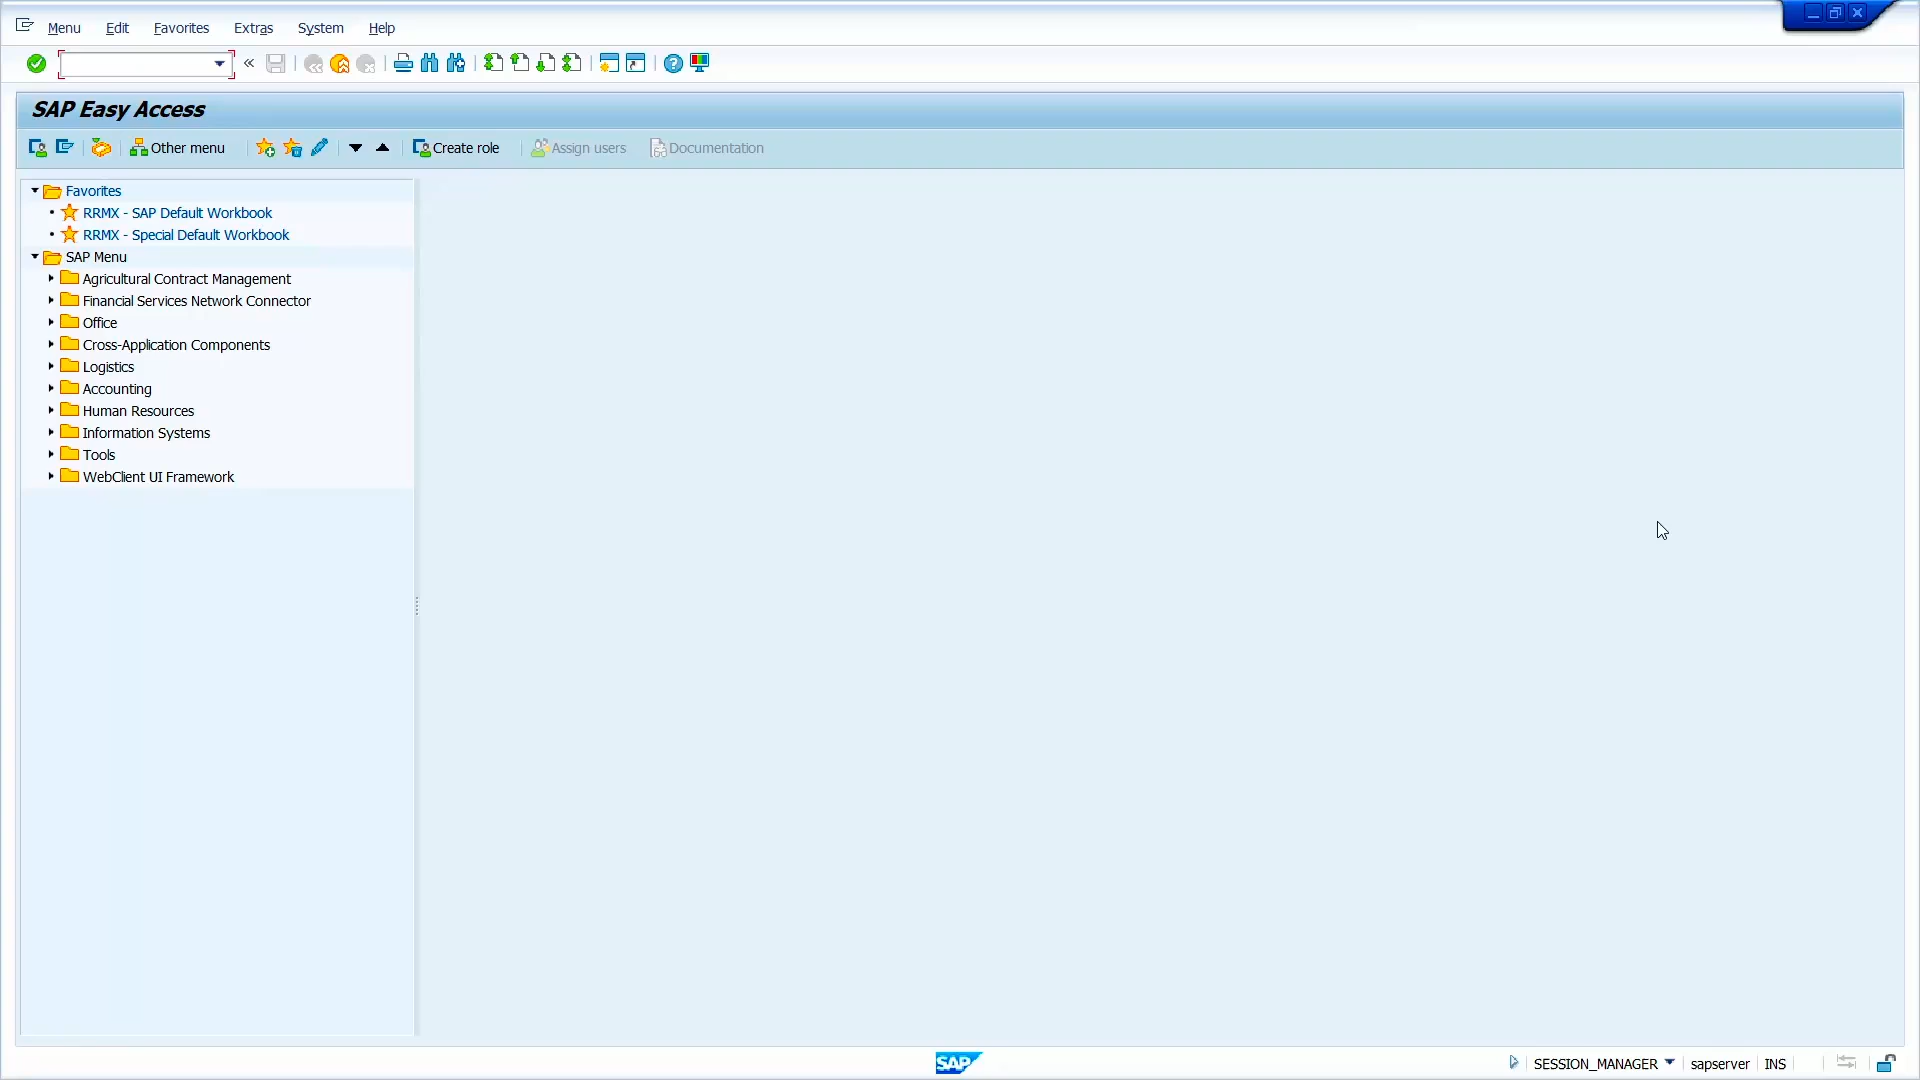 Menu Edit Favorites Extras System Help
SAP Easy Access
Other menu Create role Assign users Documentation
Favorites
RRMX - SAP Default Workbook
RRMX - Special Default Workbook
SAP Menu
Agricultural Contract Management
Financial Services Network Connector
Office
Cross-Application Components
Logistics
Accounting
Human Resources
Information Systems
Tools
WebClient UI Framework
SAP SESSION_MANAGER sapserver INS